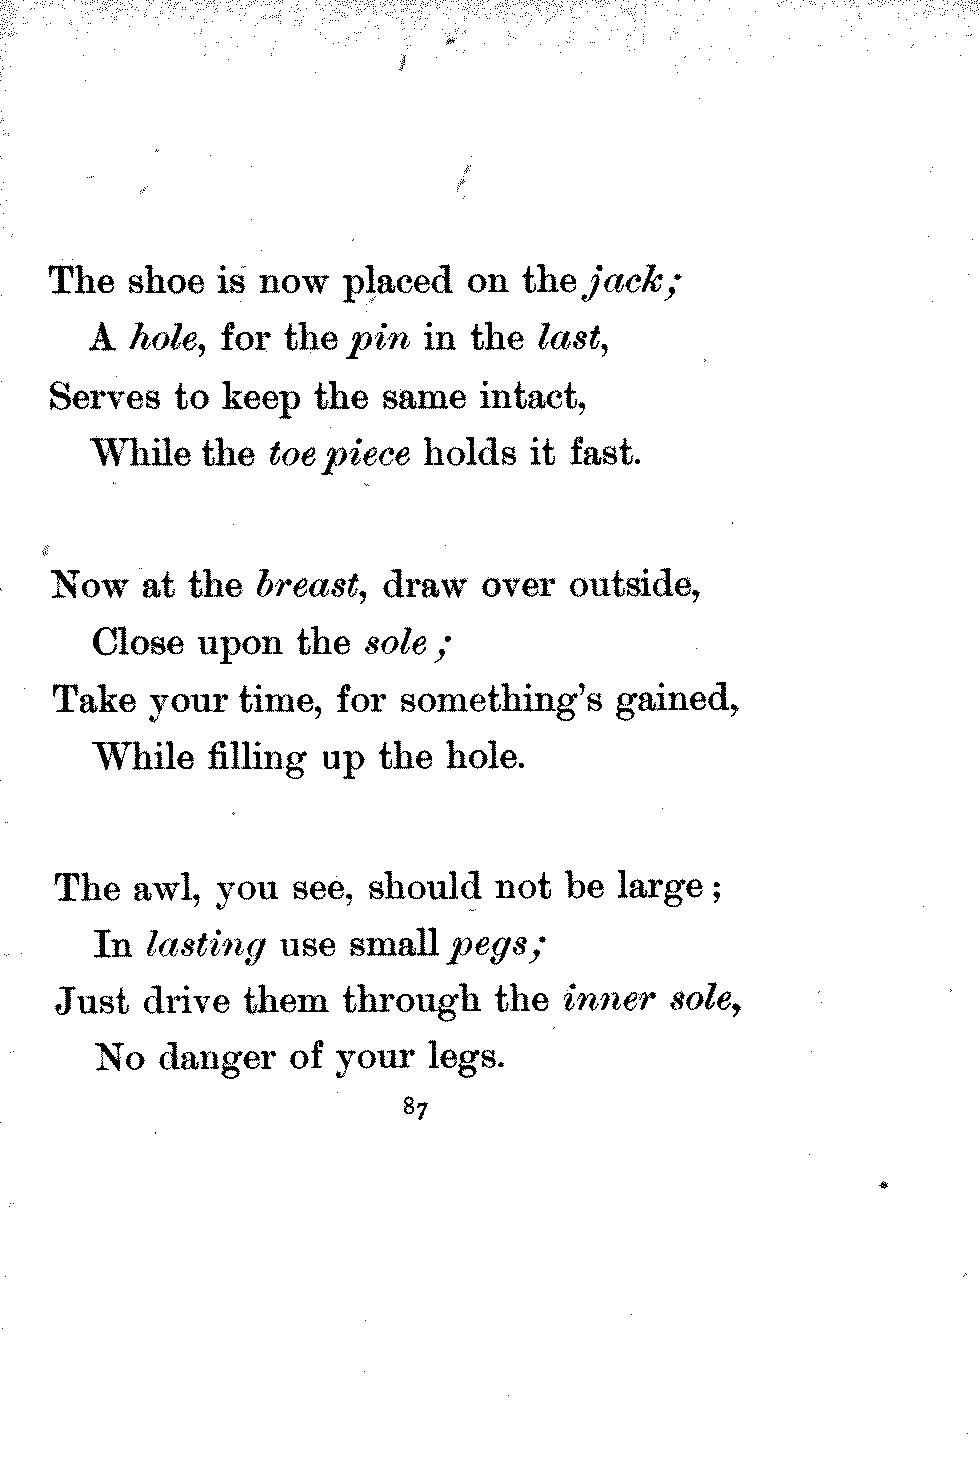 The shoe is now placed on the jack;
A hole, for the pin in the last,
Serves to keep the same intact,
While the toe piece holds it fast.
Now at the breast, draw over outside,
Close upon the sole;
Take your time, for something's gained,
While filling up the hole.
The awl, you see, should not be large;
In lasting use small pegs;
Just drive them through the inner sole,
No danger of your legs.
87